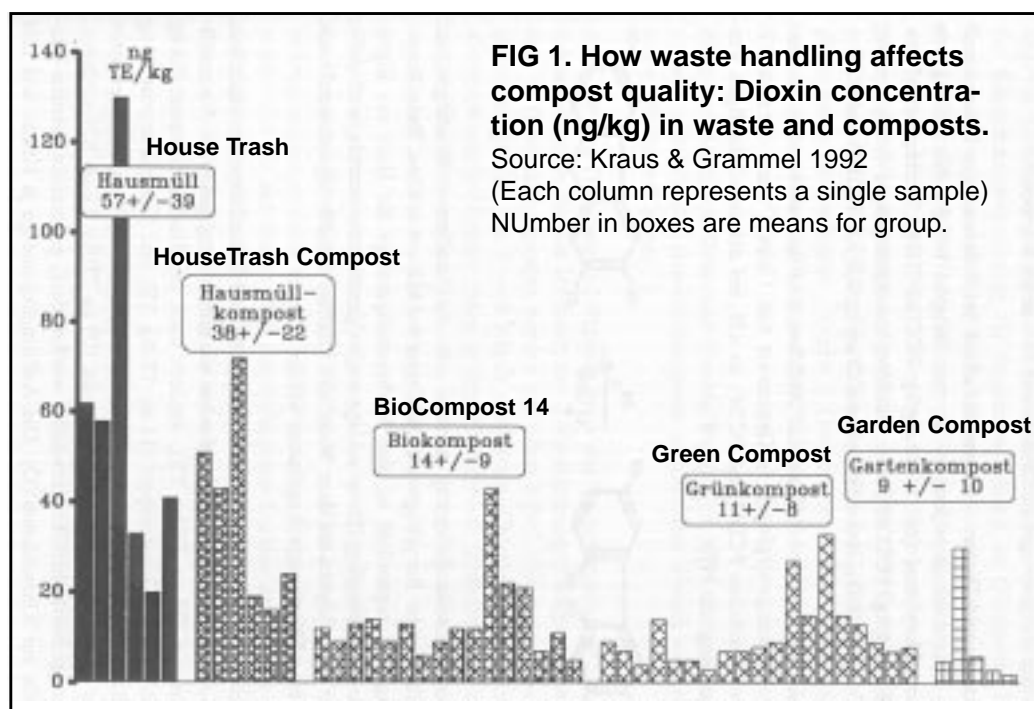 140
120
100
80
60
40
20
0
ng
TE/kg
FIG 1. How waste handling affects
compost quality: Dioxin concentra-
tion (ng/kg) in waste and composts.
Source: Kraus & Grammel 1992
(Each column represents a single sample)
NUmber in boxes are means for group.
House Trash
Hausmüll
57+/-39
HouseTrash Compost
Hausmüll-
kompost
38+/-22
BioCompost 14
Biokompost
14+/-9
Green Compost
Grünkompost
11+/-8
Garden Compost
Gartenkompost
9 +/- 10